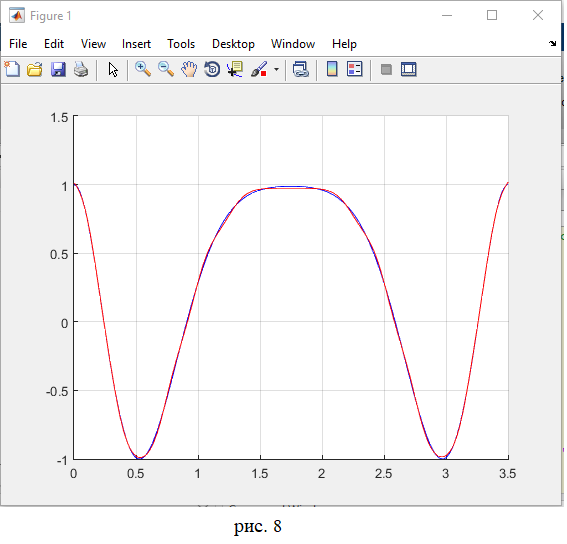 Figure 1
File Edit View Insert Tools Desktop Window Help
1.5
1
0.5
0
-0.5
-1
0 0.5 1 1.5 2 2.5 3 3.5
рис. 8